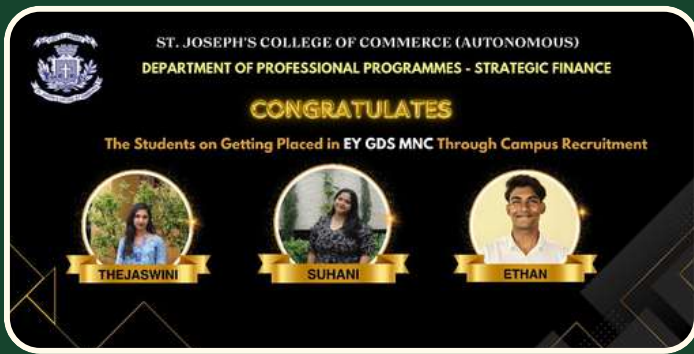 ST. JOSEPH'S COLLEGE OF COMMERCE (AUTONOMOUS)
DEPARTMENT OF PROFESSIONAL PROGRAMMES - STRATEGIC FINANCE
CONGRATULATES
The Students on Getting Placed in EY GDS MNC Through Campus Recruitment
THEJASWINI
SUHANI
ETHAN